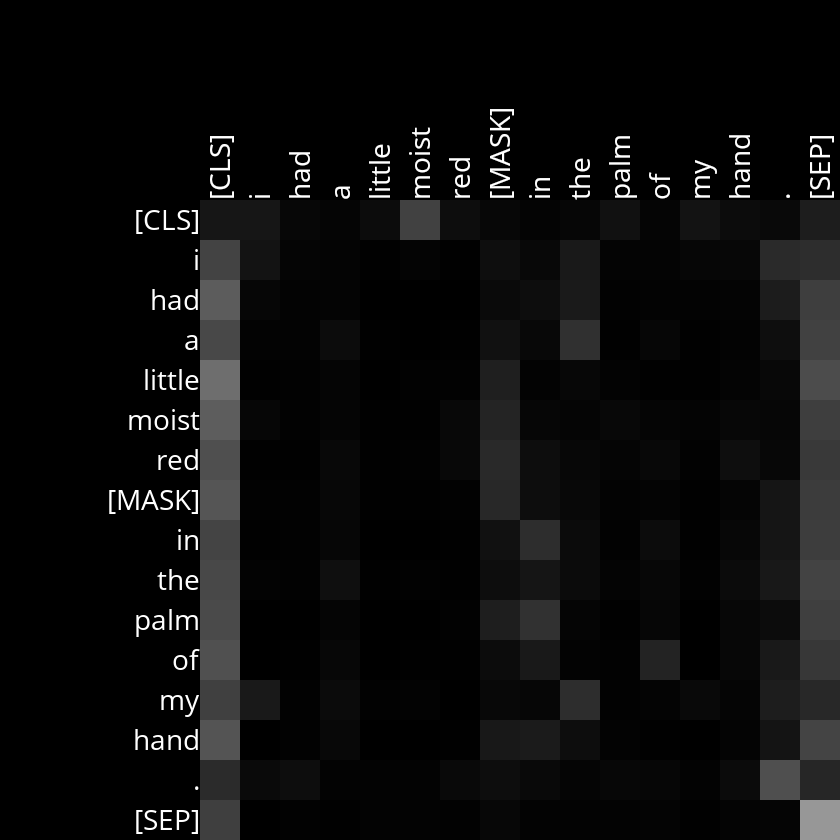 [CLS] i had a little moist red [MASK] in the palm of my hand . [SEP]
[CLS]
i
had
a
little
moist
red
[MASK]
in
the
palm
of
my
hand
.
[SEP]